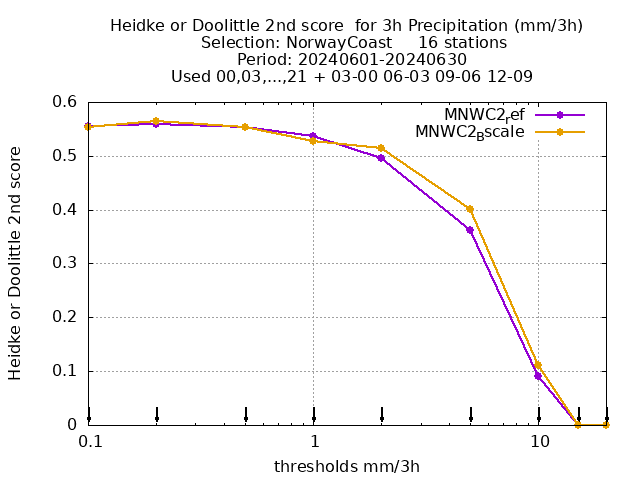 Heidke or Doolittle 2nd score  for 3h Precipitation (mm/3h)
Selection: NorwayCoast     16 stations
Period: 20240601-20240630
Used 00,03,...,21 + 03-00 06-03 09-06 12-09
MNWC2ref
MNWC2Bscale
Heidke or Doolittle 2nd score
0.6
0.5
0.4
0.3
0.2
0.1
0
0.1
1
10
thresholds mm/3h